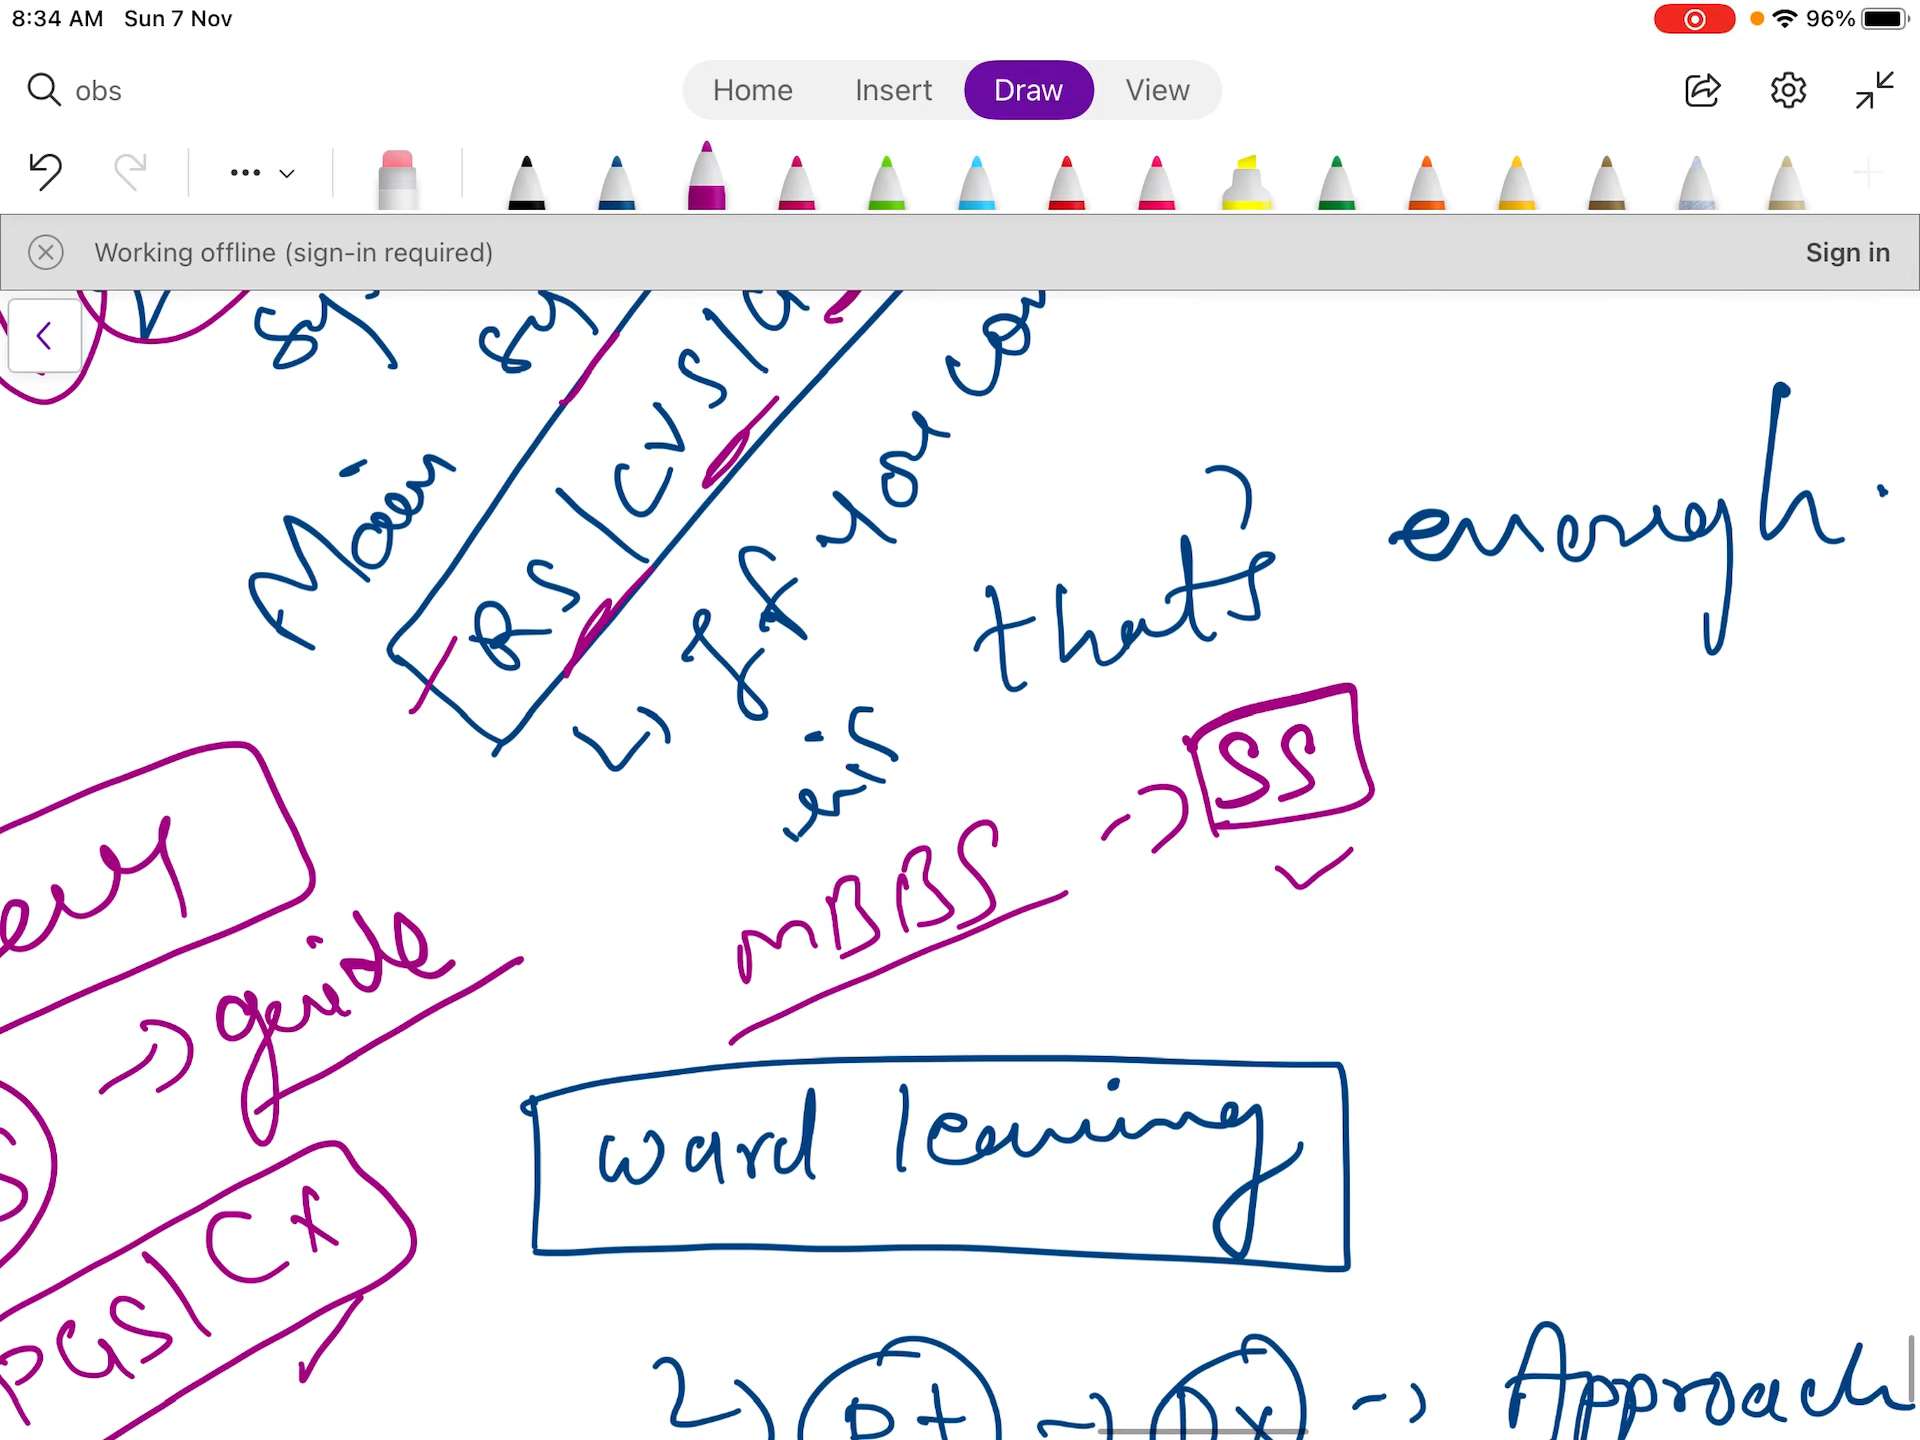 8:34 AM Sun 7 Nov 96%
obs Home Insert Draw View
Working offline (sign-in required) Sign in
Main
RS / CVS /
If you
that's enough.
MBBS → SS
→ guide
ward learning
PGS / Cx
2) Pt → Dx → Approach